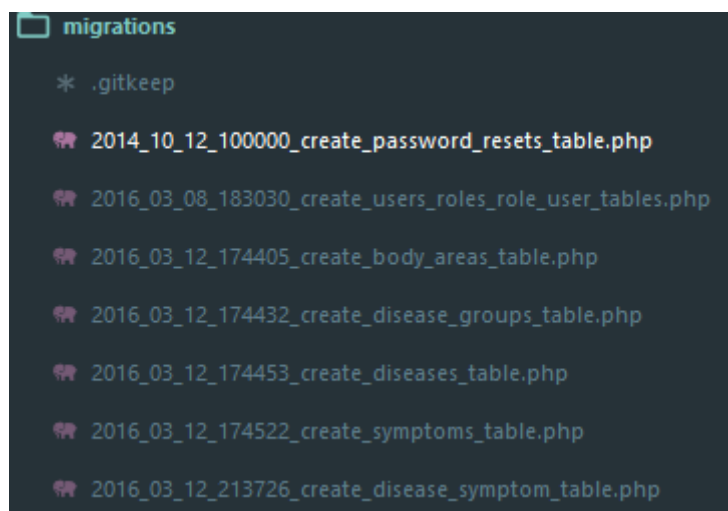 migrations
.gitkeep
2014_10_12_100000_create_password_resets_table.php
2016_03_08_183030_create_users_roles_role_user_tables.php
2016_03_12_174405_create_body_areas_table.php
2016_03_12_174432_create_disease_groups_table.php
2016_03_12_174453_create_diseases_table.php
2016_03_12_174522_create_symptoms_table.php
2016_03_12_213726_create_disease_symptom_table.php